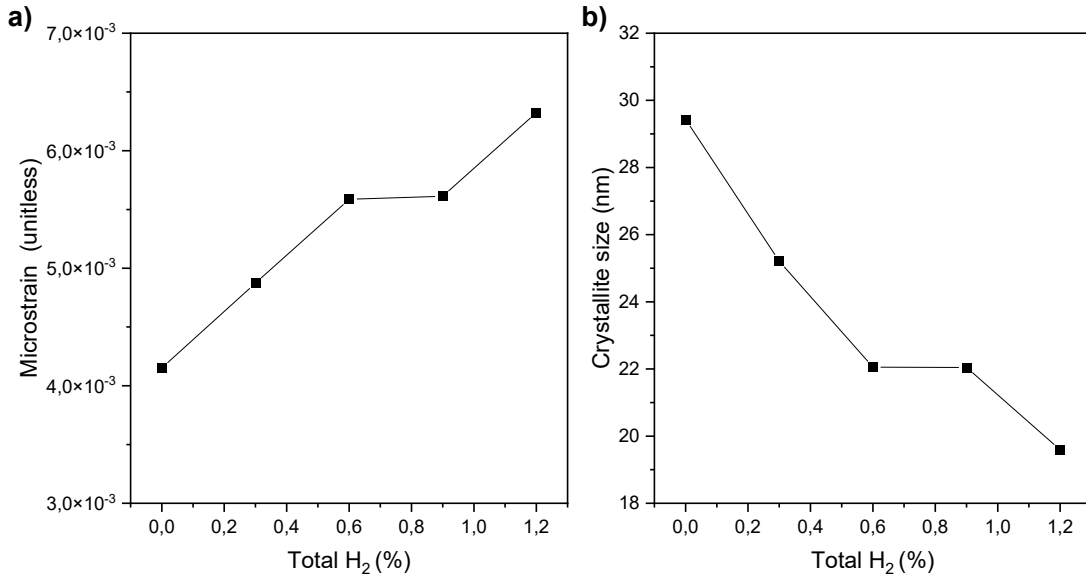 a)
7,0×10⁻³
6,0×10⁻³
5,0×10⁻³
4,0×10⁻³
3,0×10⁻³
Microstrain (unitless)
0,0 0,2 0,4 0,6 0,8 1,0 1,2
Total H₂ (%)
b)
32
30
28
26
24
22
20
18
Crystallite size (nm)
0,0 0,2 0,4 0,6 0,8 1,0 1,2
Total H₂ (%)